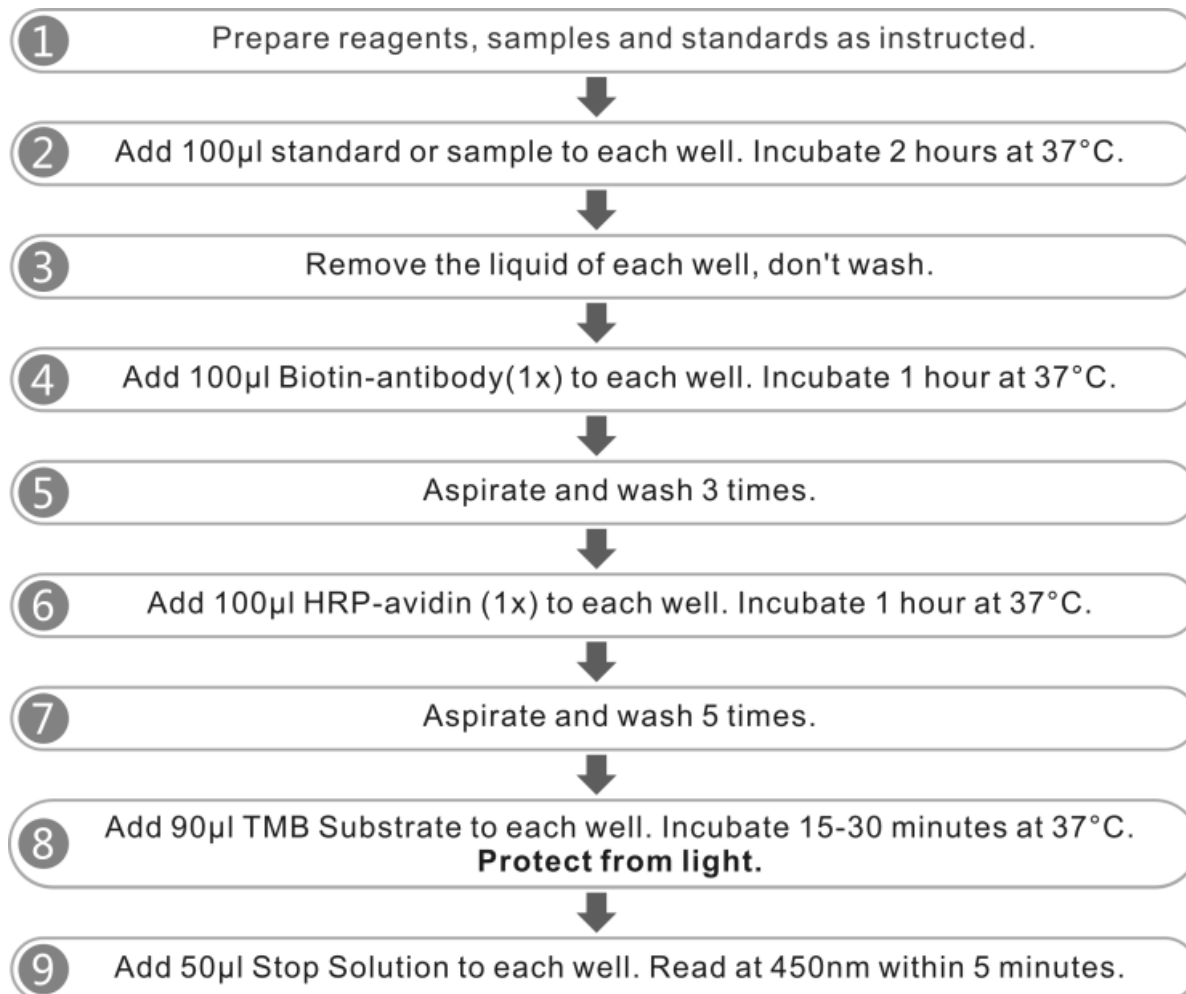 1 Prepare reagents, samples and standards as instructed.
2 Add 100µl standard or sample to each well. Incubate 2 hours at 37°C.
3 Remove the liquid of each well, don't wash.
4 Add 100µl Biotin-antibody(1x) to each well. Incubate 1 hour at 37°C.
5 Aspirate and wash 3 times.
6 Add 100µl HRP-avidin (1x) to each well. Incubate 1 hour at 37°C.
7 Aspirate and wash 5 times.
8 Add 90µl TMB Substrate to each well. Incubate 15-30 minutes at 37°C.
Protect from light.
9 Add 50µl Stop Solution to each well. Read at 450nm within 5 minutes.